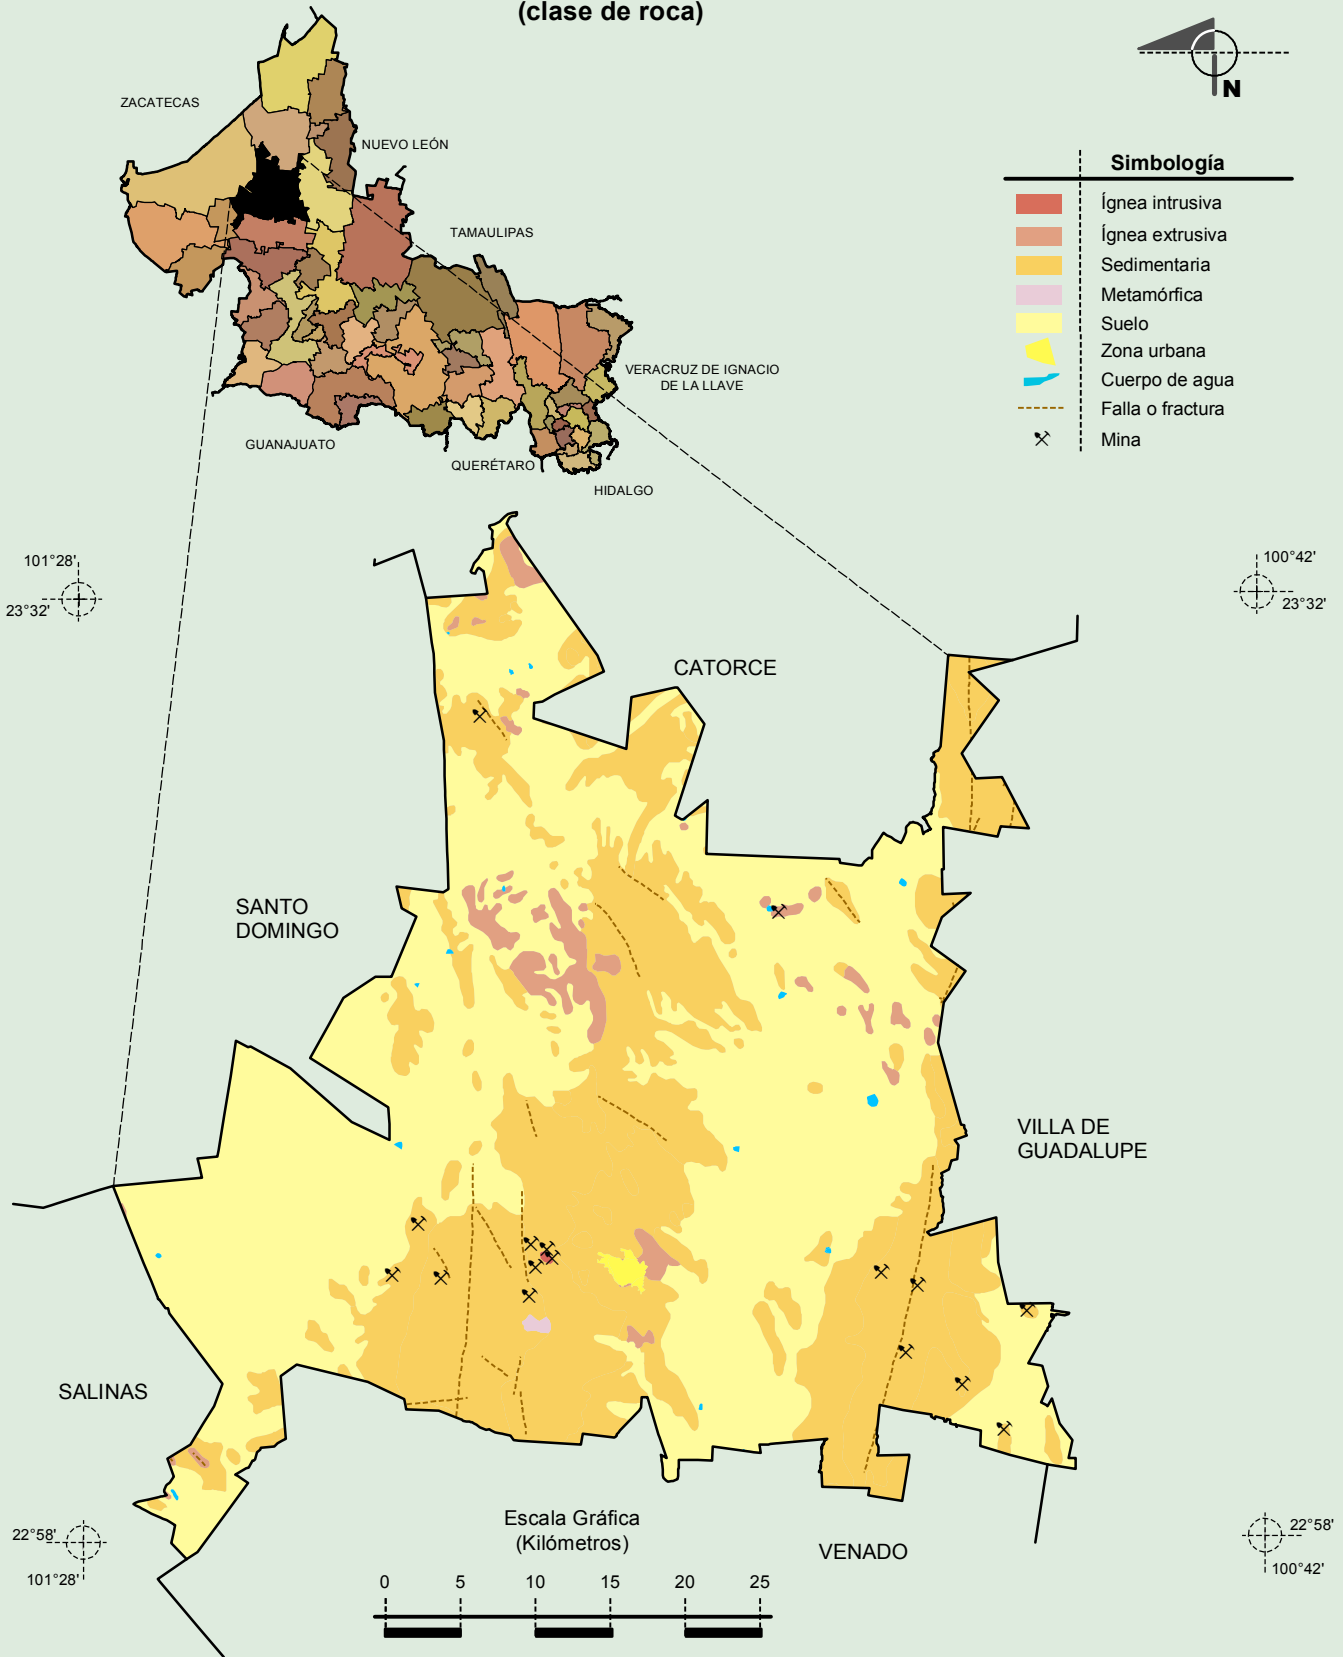 (clase de roca)
N
ZACATECAS
NUEVO LEÓN
TAMAULIPAS
VERACRUZ DE IGNACIO
DE LA LLAVE
GUANAJUATO
QUERÉTARO
HIDALGO
Simbología
Ígnea intrusiva
Ígnea extrusiva
Sedimentaria
Metamórfica
Suelo
Zona urbana
Cuerpo de agua
Falla o fractura
Mina
101°28'
23°32'
100°42'
23°32'
CATORCE
SANTO
DOMINGO
VILLA DE
GUADALUPE
SALINAS
VENADO
22°58'
101°28'
22°58'
100°42'
Escala Gráfica
(Kilómetros)
0 5 10 15 20 25